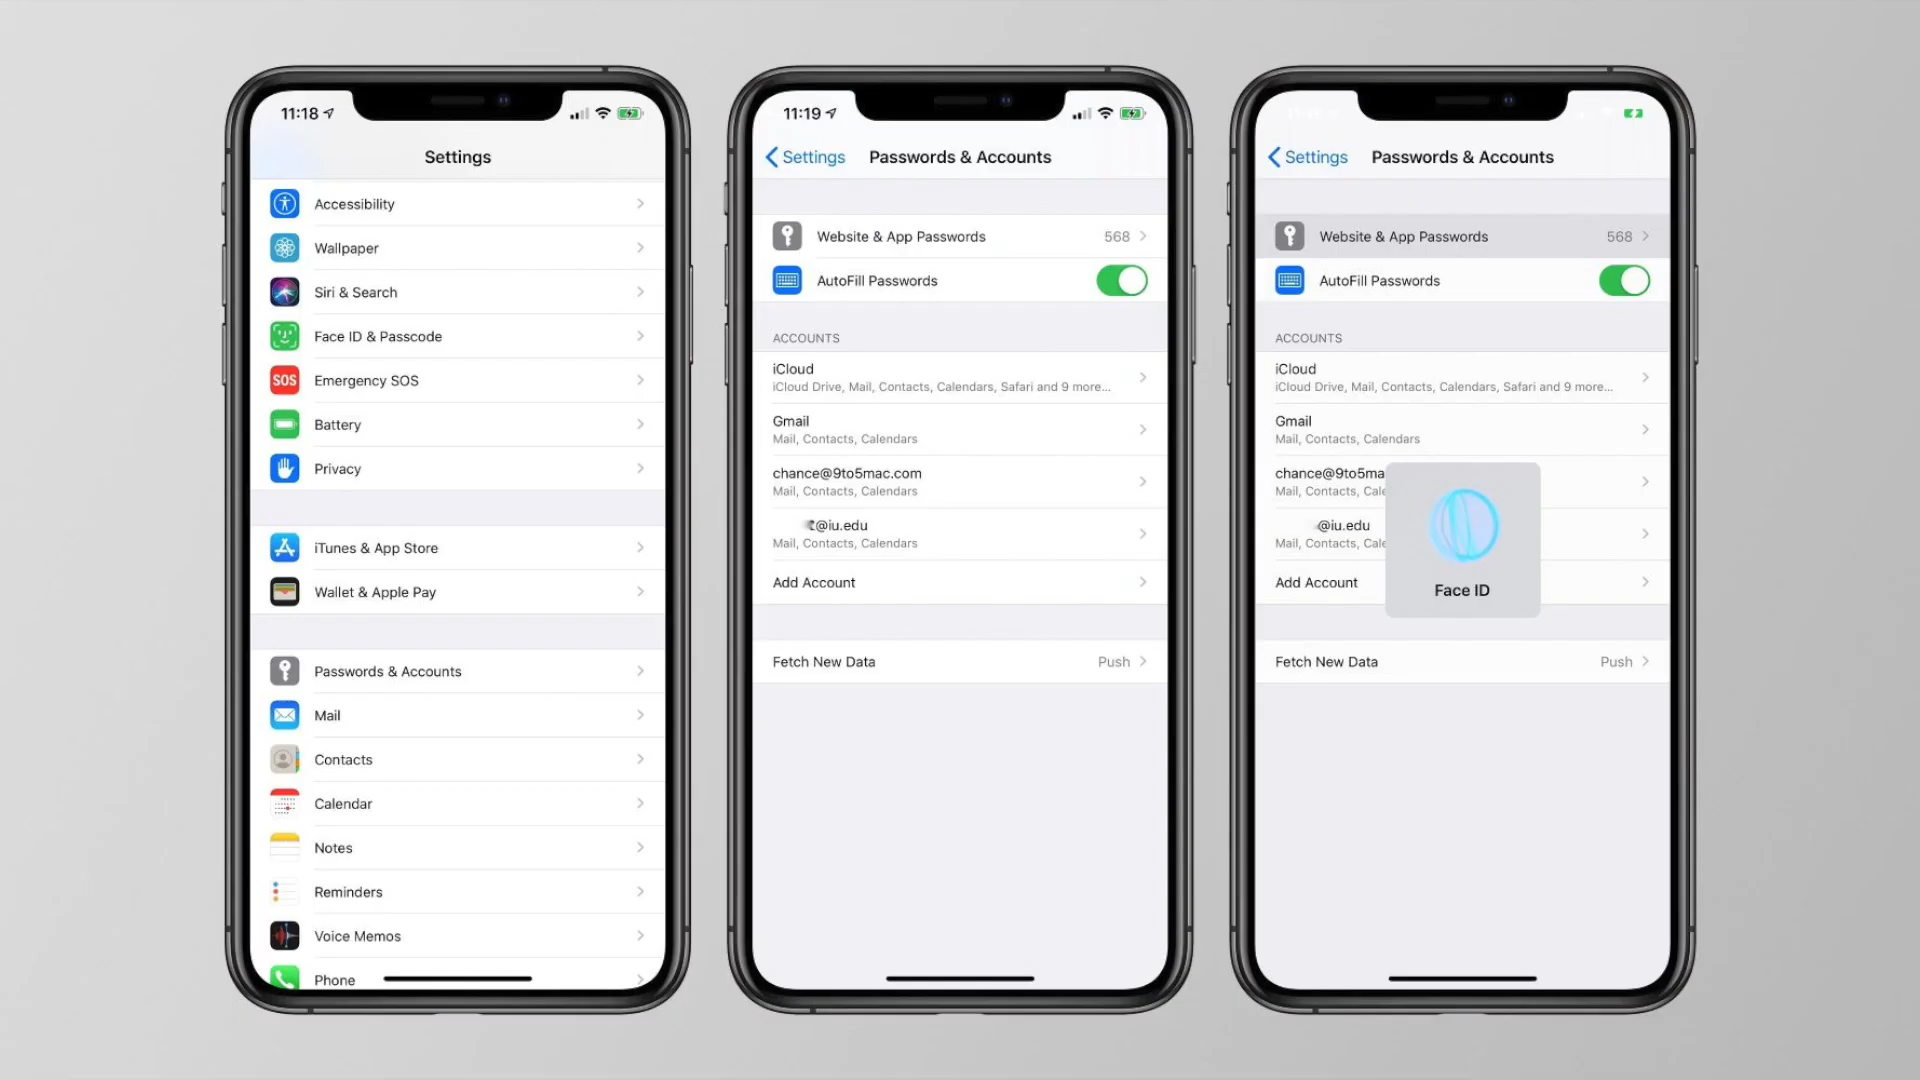 11:18
Settings
Accessibility
Wallpaper
Siri & Search
Face ID & Passcode
SOS
Emergency SOS
Battery
Privacy
iTunes & App Store
Wallet & Apple Pay
Passwords & Accounts
Mail
Contacts
Calendar
Notes
Reminders
Voice Memos
Phone
11:19
Settings
Passwords & Accounts
Website & App Passwords 568
AutoFill Passwords
ACCOUNTS
iCloud
iCloud Drive, Mail, Contacts, Calendars, Safari and 9 more...
Gmail
Mail, Contacts, Calendars
chance@9to5mac.com
Mail, Contacts, Calendars
@iu.edu
Mail, Contacts, Calendars
Add Account
Fetch New Data Push
Settings
Passwords & Accounts
Website & App Passwords 568
AutoFill Passwords
ACCOUNTS
iCloud
iCloud Drive, Mail, Contacts, Calendars, Safari and 9 more...
Gmail
Mail, Contacts, Calendars
chance@9to5ma
Mail, Contacts, Cale
@iu.edu
Mail, Contacts, Cale
Add Account
Face ID
Fetch New Data Push